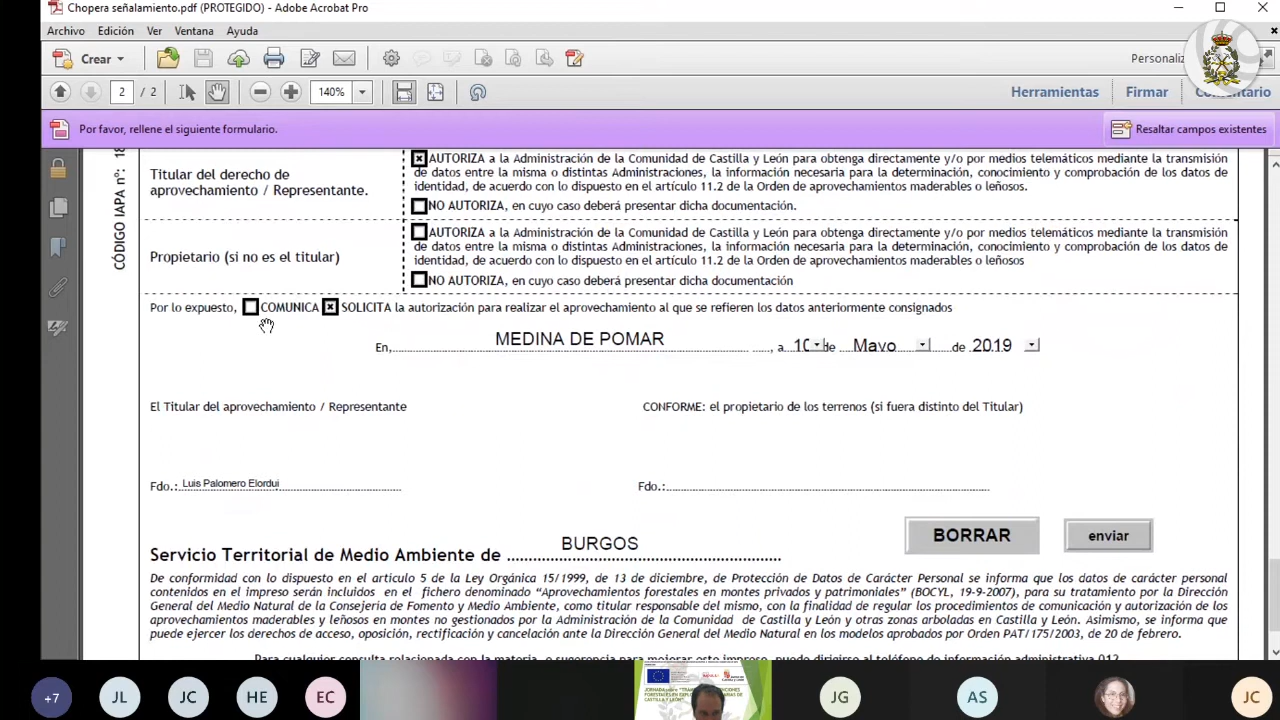 Chopera señalamiento.pdf (PROTEGIDO) - Adobe Acrobat Pro
Archivo Edición Ver Ventana Ayuda
Crear
2 / 2 140% Herramientas Firmar Comentario
Por favor, rellene el siguiente formulario. Resaltar campos existentes
CÓDIGO IAPA nº: 18
Titular del derecho de
aprovechamiento / Representante.
AUTORIZA a la Administración de la Comunidad de Castilla y León para obtenga directamente y/o por medios telemáticos mediante la transmisión
de datos entre la misma o distintas Administraciones, la información necesaria para la determinación, conocimiento y comprobación de los datos de
identidad, de acuerdo con lo dispuesto en el artículo 11.2 de la Orden de aprovechamientos maderables o leñosos.
NO AUTORIZA, en cuyo caso deberá presentar dicha documentación.
Propietario (si no es el titular)
AUTORIZA a la Administración de la Comunidad de Castilla y León para obtenga directamente y/o por medios telemáticos mediante la transmisión
de datos entre la misma o distintas Administraciones, la información necesaria para la determinación, conocimiento y comprobación de los datos de
identidad, de acuerdo con lo dispuesto en el artículo 11.2 de la Orden de aprovechamientos maderables o leñosos
NO AUTORIZA, en cuyo caso deberá presentar dicha documentación
Por lo expuesto, COMUNICA SOLICITA la autorización para realizar el aprovechamiento al que se refieren los datos anteriormente consignados
En, MEDINA DE POMAR, a 10 de Mayo de 2019
El Titular del aprovechamiento / Representante CONFORME: el propietario de los terrenos (si fuera distinto del Titular)
Fdo.: Luis Palomero Elordui Fdo.:
BORRAR enviar
Servicio Territorial de Medio Ambiente de BURGOS
De conformidad con lo dispuesto en el artículo 5 de la Ley Orgánica 15/1999, de 13 de diciembre, de Protección de Datos de Carácter Personal se informa que los datos de carácter personal
contenidos en el impreso serán incluidos en el fichero denominado “Aprovechamientos forestales en montes privados y patrimoniales” (BOCYL, 19-9-2007), para su tratamiento por la Dirección
General del Medio Natural de la Consejería de Fomento y Medio Ambiente, como titular responsable del mismo, con la finalidad de regular los procedimientos de comunicación y autorización de los
aprovechamientos maderables y leñosos en montes no gestionados por la Administración de la Comunidad de Castilla y León y otras zonas arboladas en Castilla y León. Asimismo, se informa que
puede ejercer los derechos de acceso, oposición, rectificación y cancelación ante la Dirección General del Medio Natural en los modelos aprobados por Orden PAT/175/2003, de 20 de febrero.
+7 JL JC HE EC JG AS JC